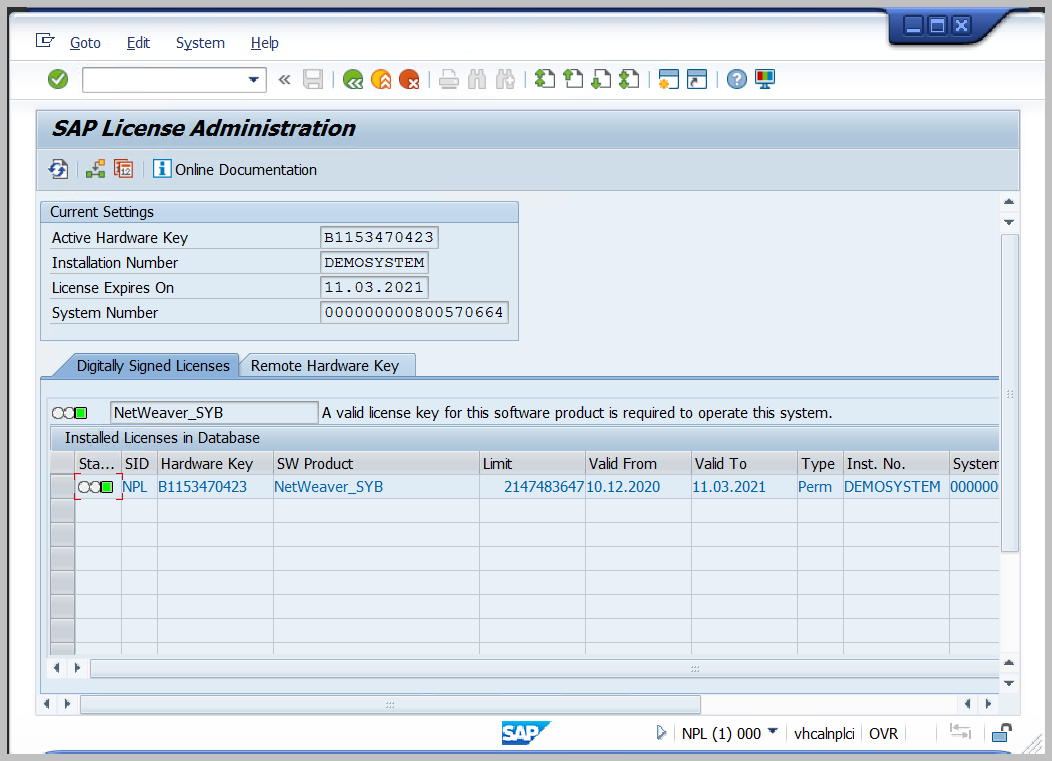 Goto Edit System Help
SAP License Administration
Online Documentation
Current Settings
Active Hardware Key B1153470423
Installation Number DEMOSYSTEM
License Expires On 11.03.2021
System Number 000000000800570664
Digitally Signed Licenses Remote Hardware Key
NetWeaver_SYB A valid license key for this software product is required to operate this system.
Installed Licenses in Database
Sta... SID Hardware Key SW Product Limit Valid From Valid To Type Inst. No. System
NPL B1153470423 NetWeaver_SYB 2147483647 10.12.2020 11.03.2021 Perm DEMOSYSTEM 000000
SAP NPL (1) 000 vhcalnplci OVR